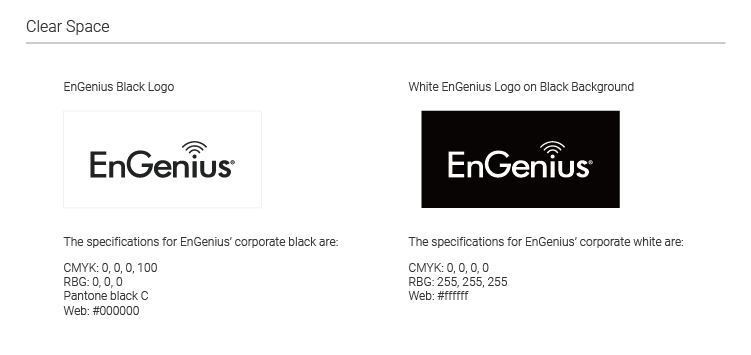 Clear Space
EnGenius Black Logo
EnGenius®
The specifications for EnGenius’ corporate black are:
CMYK: 0, 0, 0, 100
RBG: 0, 0, 0
Pantone black C
Web: #000000
White EnGenius Logo on Black Background
EnGenius®
The specifications for EnGenius’ corporate white are:
CMYK: 0, 0, 0, 0
RBG: 255, 255, 255
Web: #ffffff